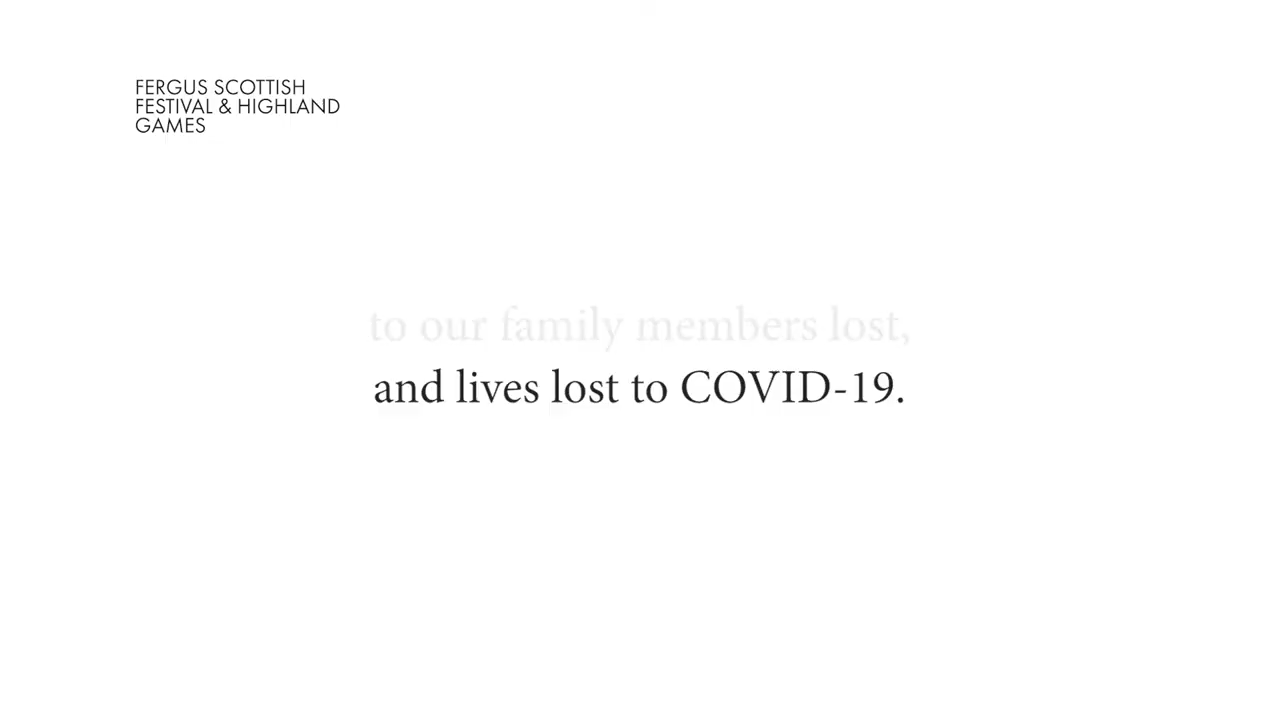 FERGUS SCOTTISH
FESTIVAL & HIGHLAND
GAMES
to our family members lost,
and lives lost to COVID-19.